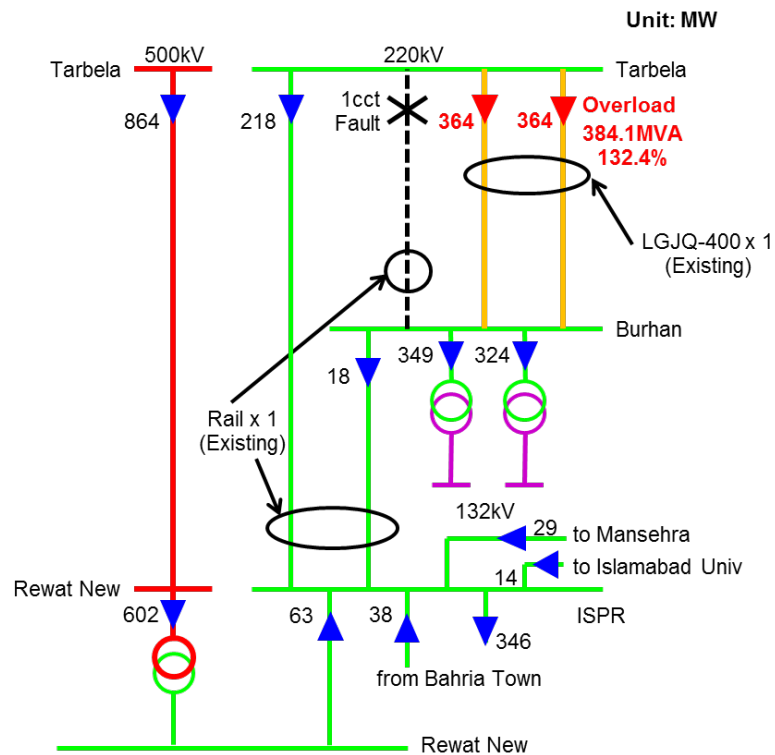 Unit: MW
500kV
220kV
Tarbela
Tarbela
1cct
Fault
864
218
364
364
Overload
384.1MVA
132.4%
LGJQ-400 x 1
(Existing)
Burhan
18
349
324
Rail x 1
(Existing)
132kV
29
to Mansehra
14
to Islamabad Univ
Rewat New
ISPR
602
63
38
346
from Bahria Town
Rewat New